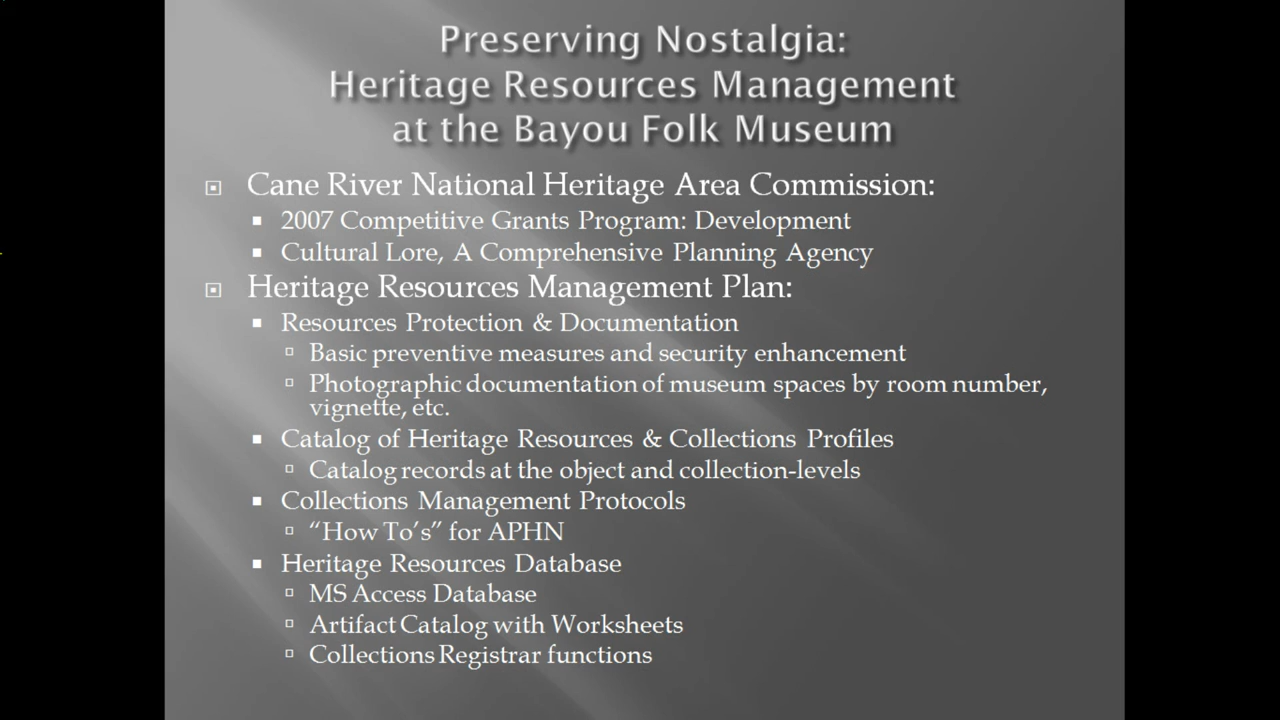 Preserving Nostalgia:
Heritage Resources Management
at the Bayou Folk Museum
Cane River National Heritage Area Commission:
2007 Competitive Grants Program: Development
Cultural Lore, A Comprehensive Planning Agency
Heritage Resources Management Plan:
Resources Protection & Documentation
Basic preventive measures and security enhancement
Photographic documentation of museum spaces by room number,
vignette, etc.
Catalog of Heritage Resources & Collections Profiles
Catalog records at the object and collection-levels
Collections Management Protocols
“How To’s” for APHN
Heritage Resources Database
MS Access Database
Artifact Catalog with Worksheets
Collections Registrar functions